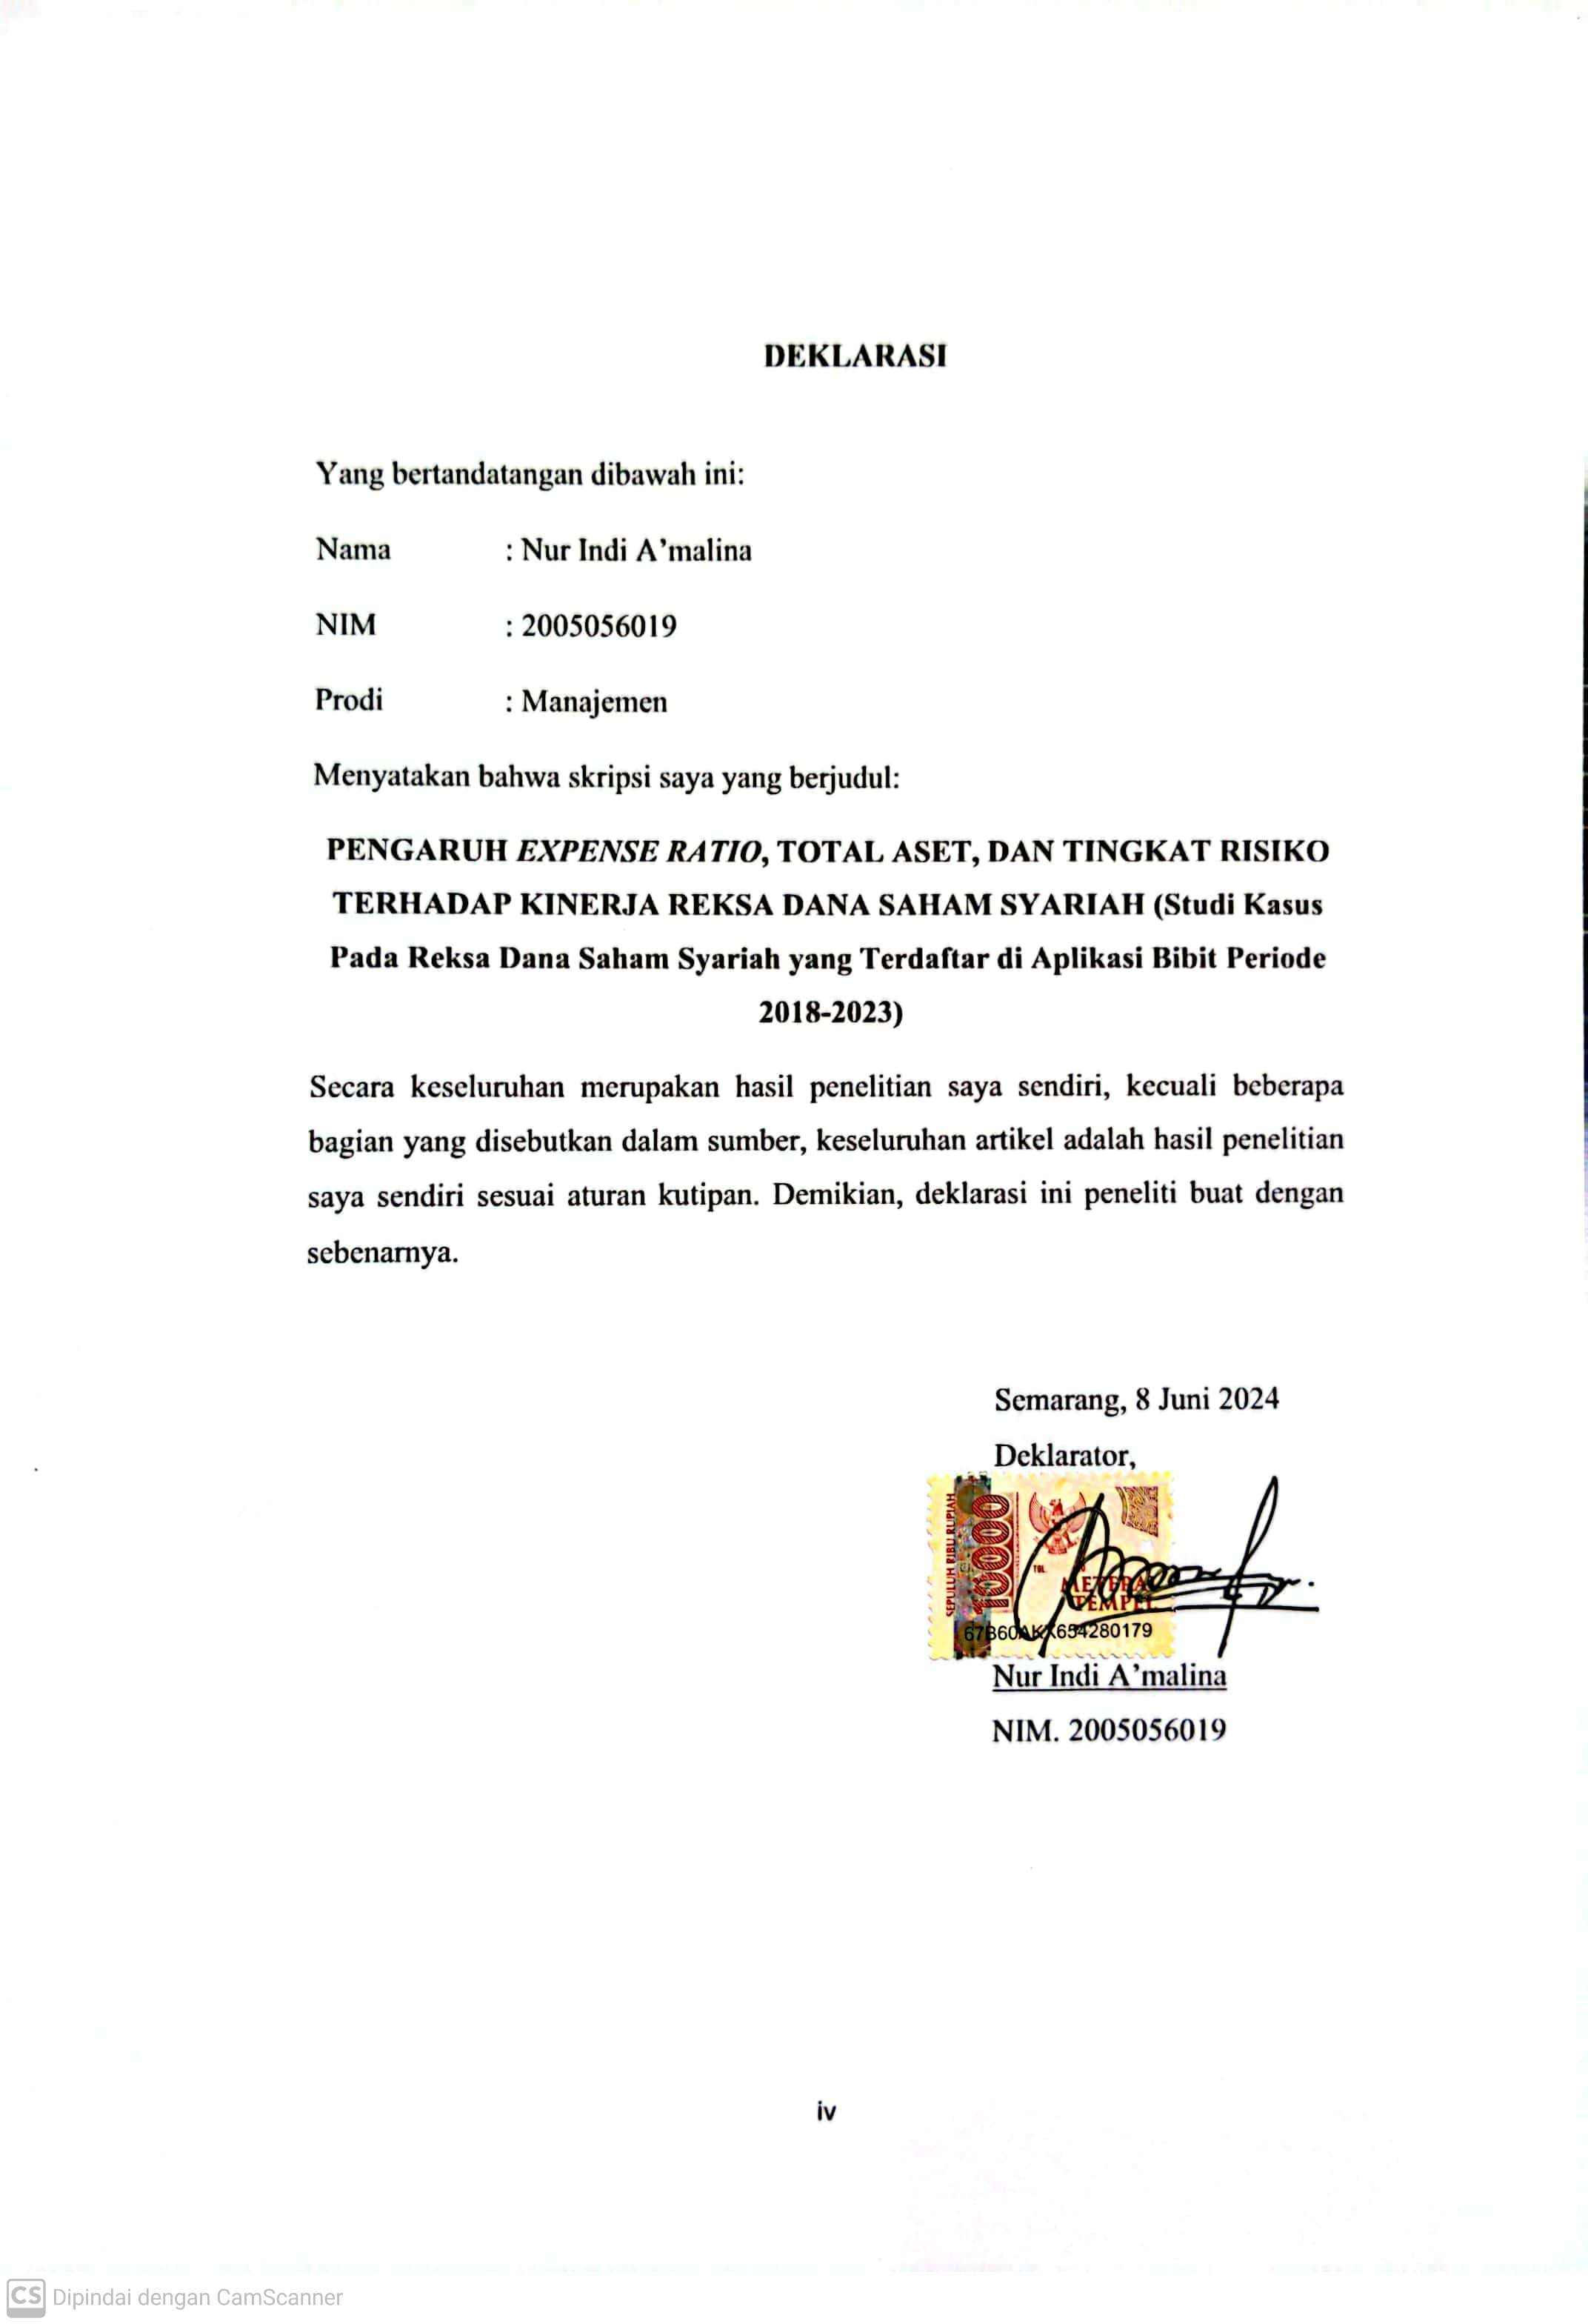 DEKLARASI
Yang bertandatangan dibawah ini:
Nama : Nur Indi A’malina
NIM : 2005056019
Prodi : Manajemen
Menyatakan bahwa skripsi saya yang berjudul:
PENGARUH EXPENSE RATIO, TOTAL ASET, DAN TINGKAT RISIKO
TERHADAP KINERJA REKSA DANA SAHAM SYARIAH (Studi Kasus
Pada Reksa Dana Saham Syariah yang Terdaftar di Aplikasi Bibit Periode
2018-2023)
Secara keseluruhan merupakan hasil penelitian saya sendiri, kecuali beberapa
bagian yang disebutkan dalam sumber, keseluruhan artikel adalah hasil penelitian
saya sendiri sesuai aturan kutipan. Demikian, deklarasi ini peneliti buat dengan
sebenarnya.
Semarang, 8 Juni 2024
Deklarator,
SEPULUH RIBU RUPIAH
10000
TGL.
METERAI
TEMPEL
67B60AKX654280179
Nur Indi A’malina
NIM. 2005056019
iv
CS Dipindai dengan CamScanner